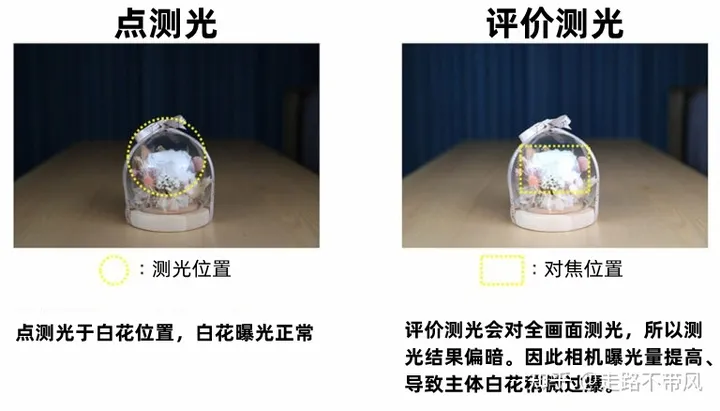 点测光
评价测光
：测光位置
：对焦位置
点测光于白花位置，白花曝光正常
评价测光会对全画面测光，所以测
光结果偏暗。因此相机曝光量提高、
导致主体白花稍微过曝。
知乎 @走路不带风